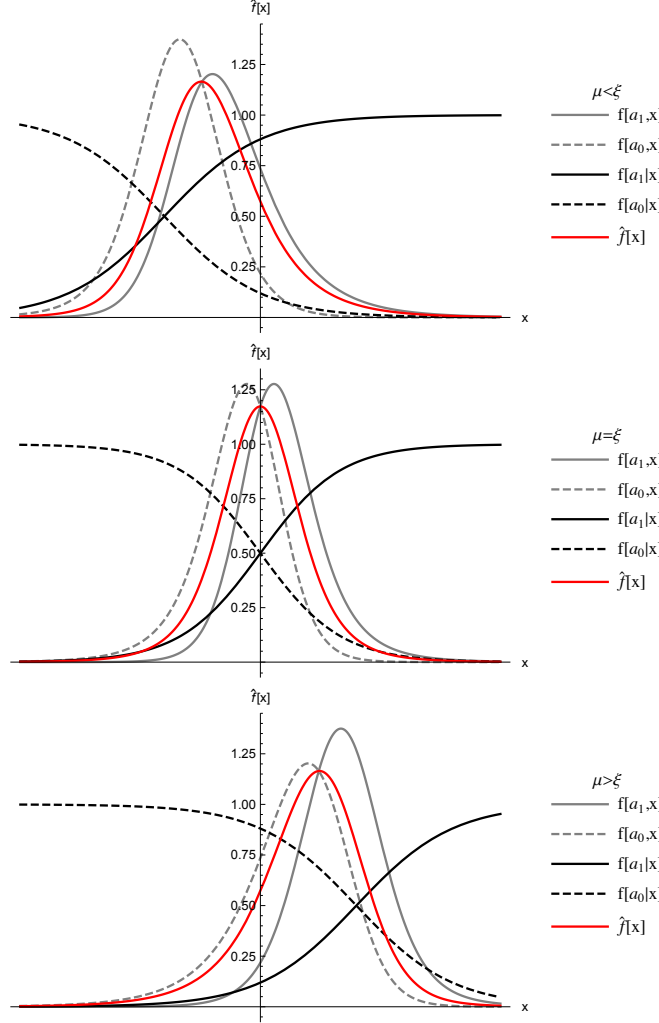 f̂[x]
1.25
1.00
0.75
0.50
0.25
x
μ<ξ
f[a₁,x]
f[a₀,x]
f[a₁|x]
f[a₀|x]
f̂[x]
f̂[x]
1.25
1.00
0.75
0.50
0.25
x
μ=ξ
f[a₁,x]
f[a₀,x]
f[a₁|x]
f[a₀|x]
f̂[x]
f̂[x]
1.25
1.00
0.75
0.50
0.25
x
μ>ξ
f[a₁,x]
f[a₀,x]
f[a₁|x]
f[a₀|x]
f̂[x]